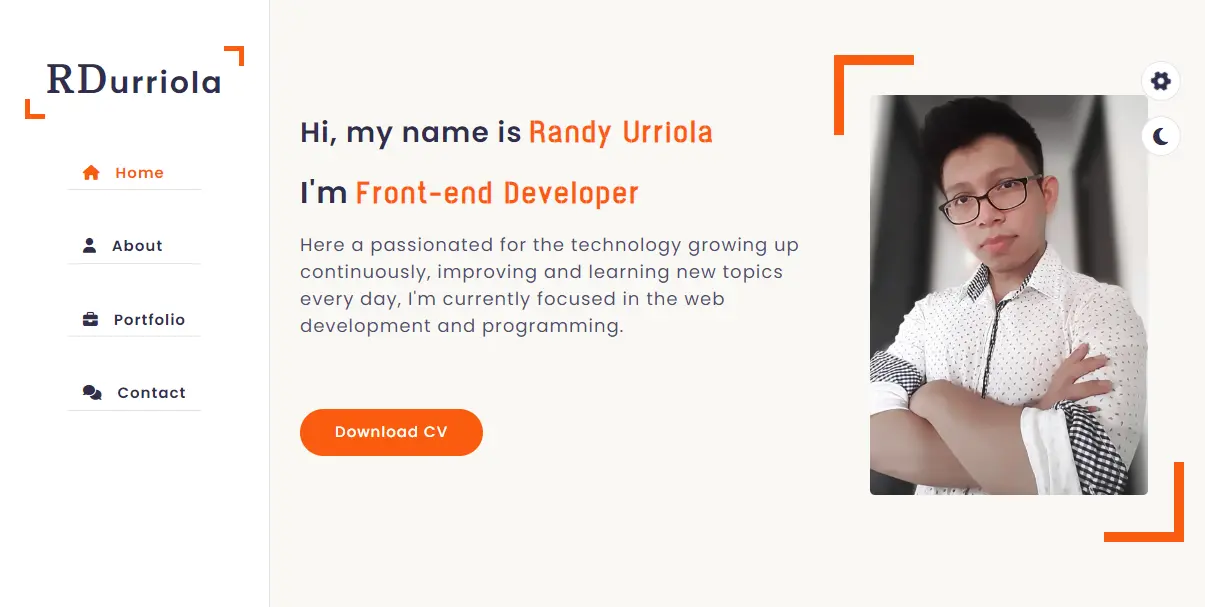 RDurriola
Home
About
Portfolio
Contact
Hi, my name is Randy Urriola
I'm Front-end Developer
Here a passionated for the technology growing up
continuously, improving and learning new topics
every day, I'm currently focused in the web
development and programming.
Download CV